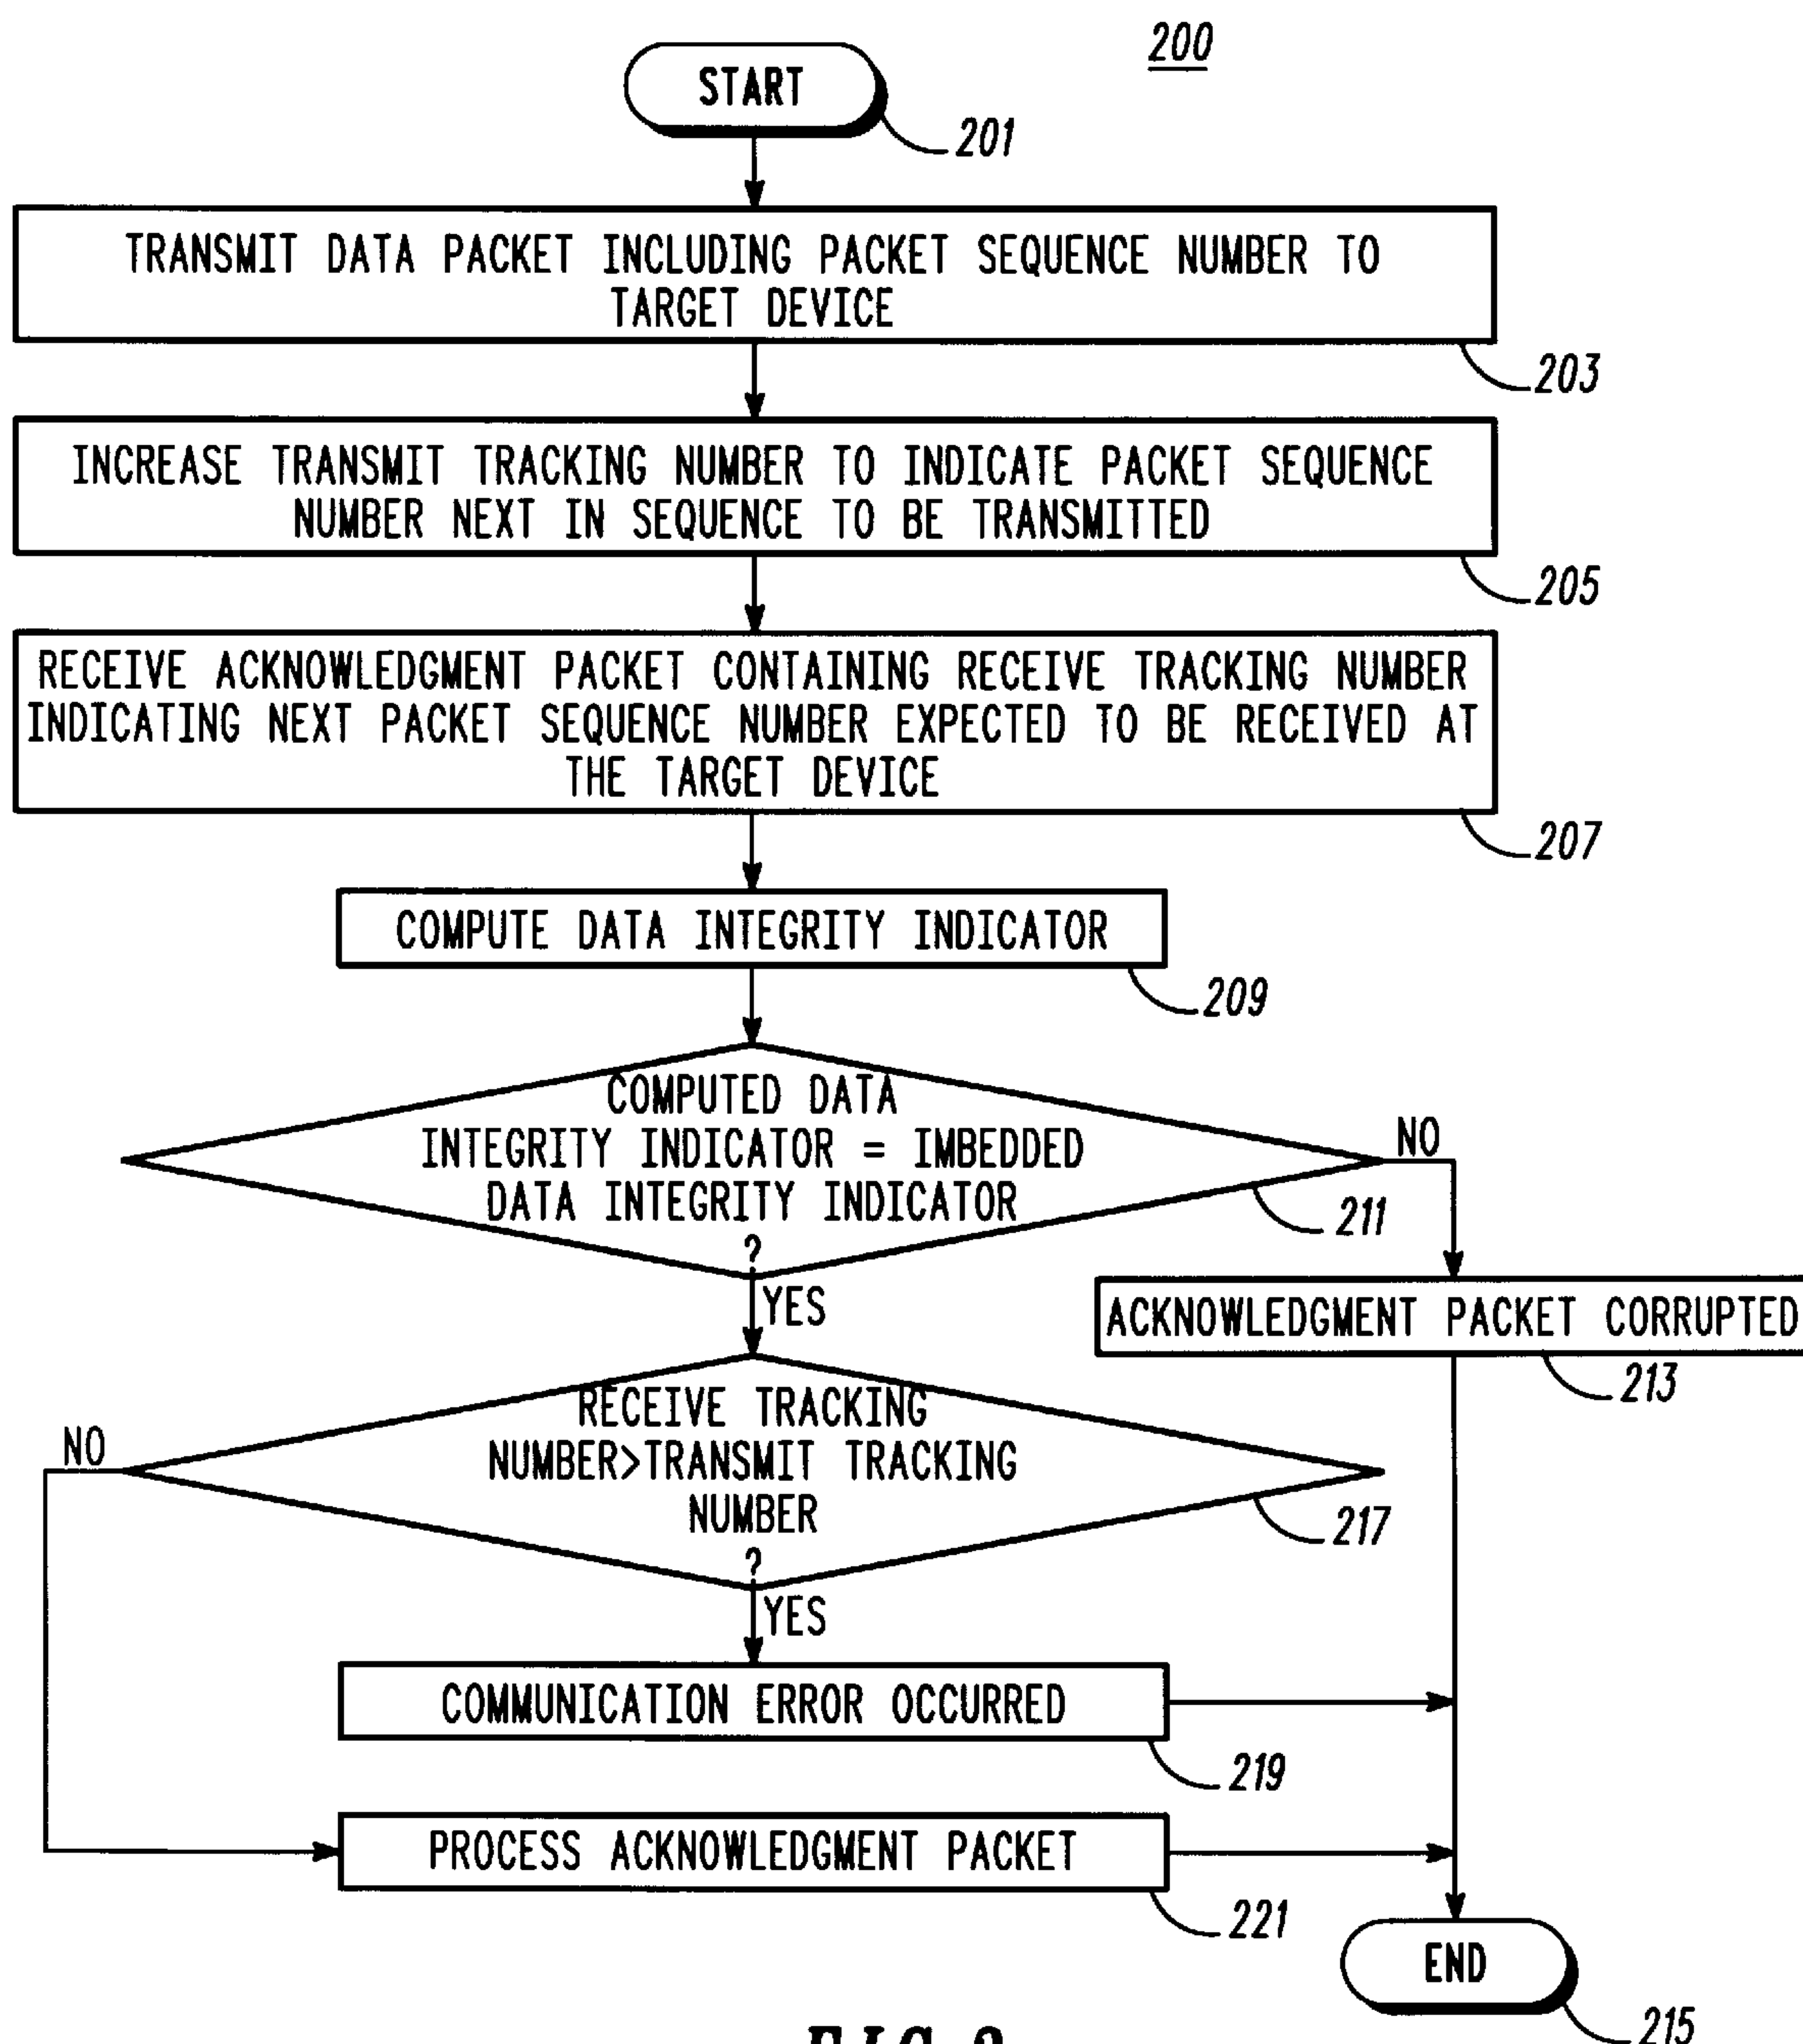 200
START
201
TRANSMIT DATA PACKET INCLUDING PACKET SEQUENCE NUMBER TO
TARGET DEVICE
203
INCREASE TRANSMIT TRACKING NUMBER TO INDICATE PACKET SEQUENCE
NUMBER NEXT IN SEQUENCE TO BE TRANSMITTED
205
RECEIVE ACKNOWLEDGMENT PACKET CONTAINING RECEIVE TRACKING NUMBER
INDICATING NEXT PACKET SEQUENCE NUMBER EXPECTED TO BE RECEIVED AT
THE TARGET DEVICE
207
COMPUTE DATA INTEGRITY INDICATOR
209
COMPUTED DATA
INTEGRITY INDICATOR = IMBEDDED
DATA INTEGRITY INDICATOR
?
NO
211
YES
ACKNOWLEDGMENT PACKET CORRUPTED
213
RECEIVE TRACKING
NUMBER>TRANSMIT TRACKING
NUMBER
?
NO
217
YES
COMMUNICATION ERROR OCCURRED
219
PROCESS ACKNOWLEDGMENT PACKET
221
END
215